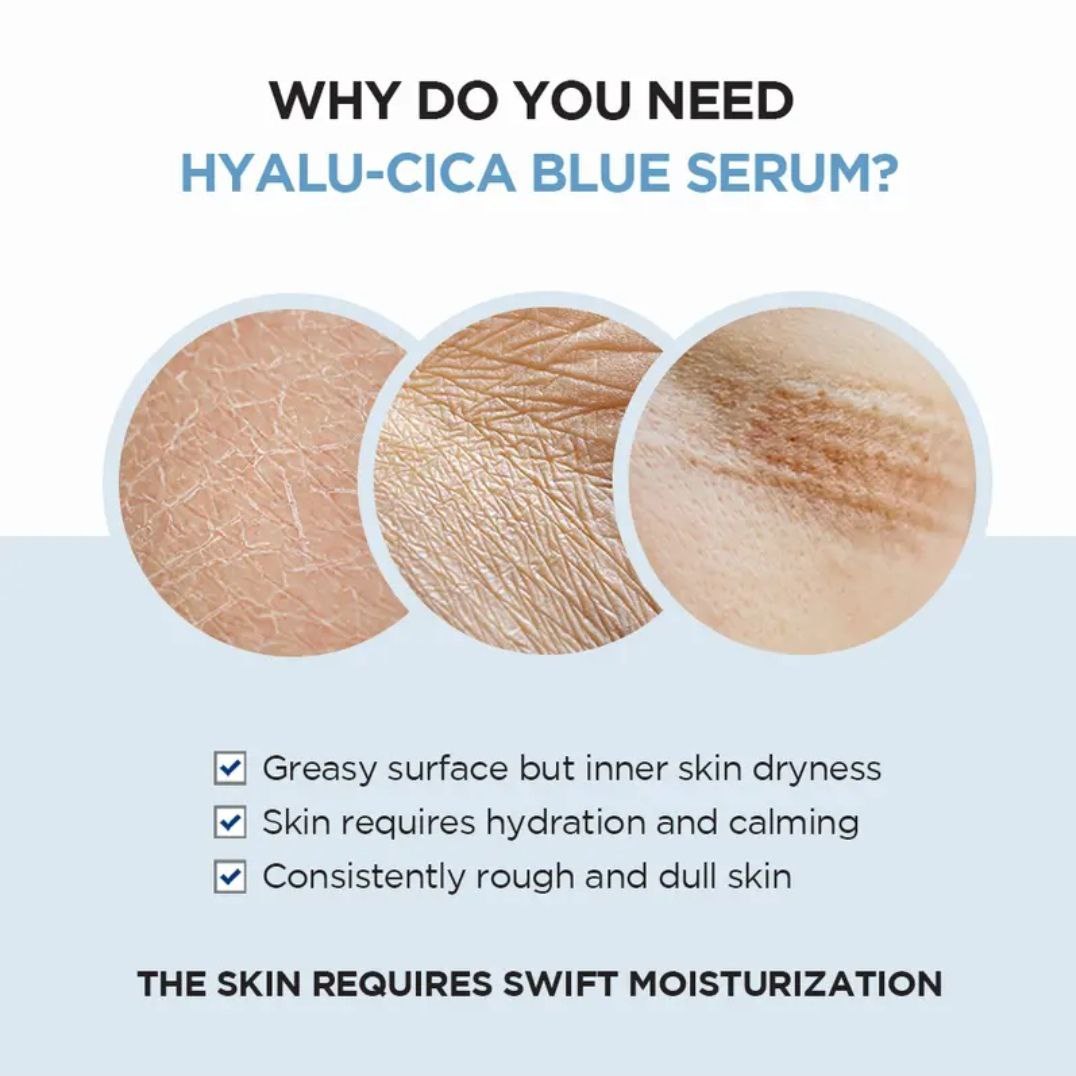 WHY DO YOU NEED
HYALU-CICA BLUE SERUM?
Greasy surface but inner skin dryness
Skin requires hydration and calming
Consistently rough and dull skin
THE SKIN REQUIRES SWIFT MOISTURIZATION